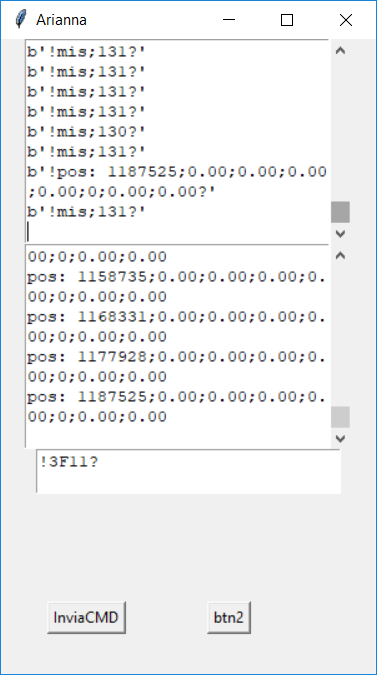 Arianna
b'!mis;131?'
b'!mis;131?'
b'!mis;131?'
b'!mis;131?'
b'!mis;130?'
b'!mis;131?'
b'!pos: 1187525;0.00;0.00;0.00
;0.00;0;0.00;0.00?'
b'!mis;131?'
00;0;0.00;0.00
pos: 1158735;0.00;0.00;0.00;0.
00;0;0.00;0.00
pos: 1168331;0.00;0.00;0.00;0.
00;0;0.00;0.00
pos: 1177928;0.00;0.00;0.00;0.
00;0;0.00;0.00
pos: 1187525;0.00;0.00;0.00;0.
00;0;0.00;0.00
!3F11?
InviaCMD
btn2